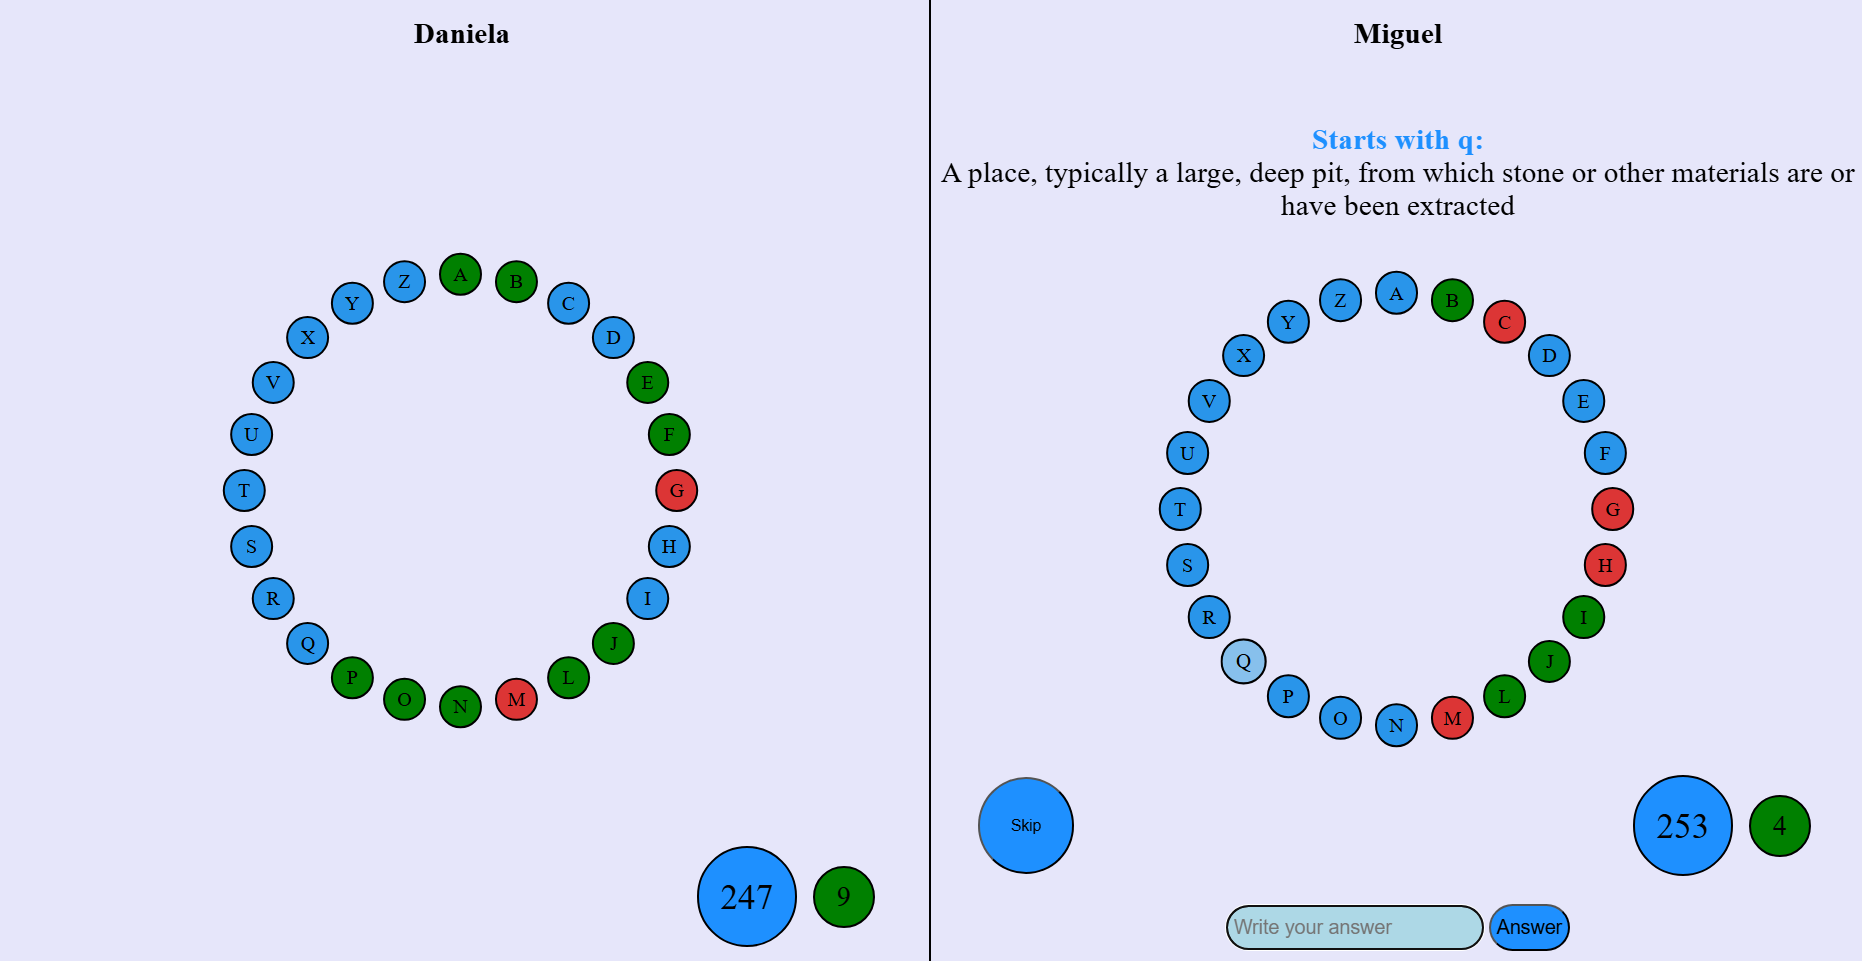 Daniela
A
B
C
D
E
F
G
H
I
J
L
M
N
O
P
Q
R
S
T
U
V
X
Y
Z
247
9
Miguel
Starts with q:
A place, typically a large, deep pit, from which stone or other materials are or
have been extracted
A
B
C
D
E
F
G
H
I
J
L
M
N
O
P
Q
R
S
T
U
V
X
Y
Z
Skip
253
4
Write your answer
Answer